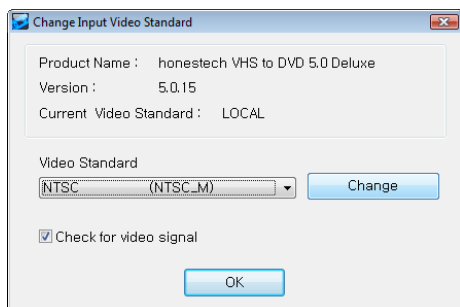 Change Input Video Standard
Product Name : honestech VHS to DVD 5.0 Deluxe
Version : 5.0.15
Current Video Standard : LOCAL
Video Standard
NTSC (NTSC_M) Change
Check for video signal
OK